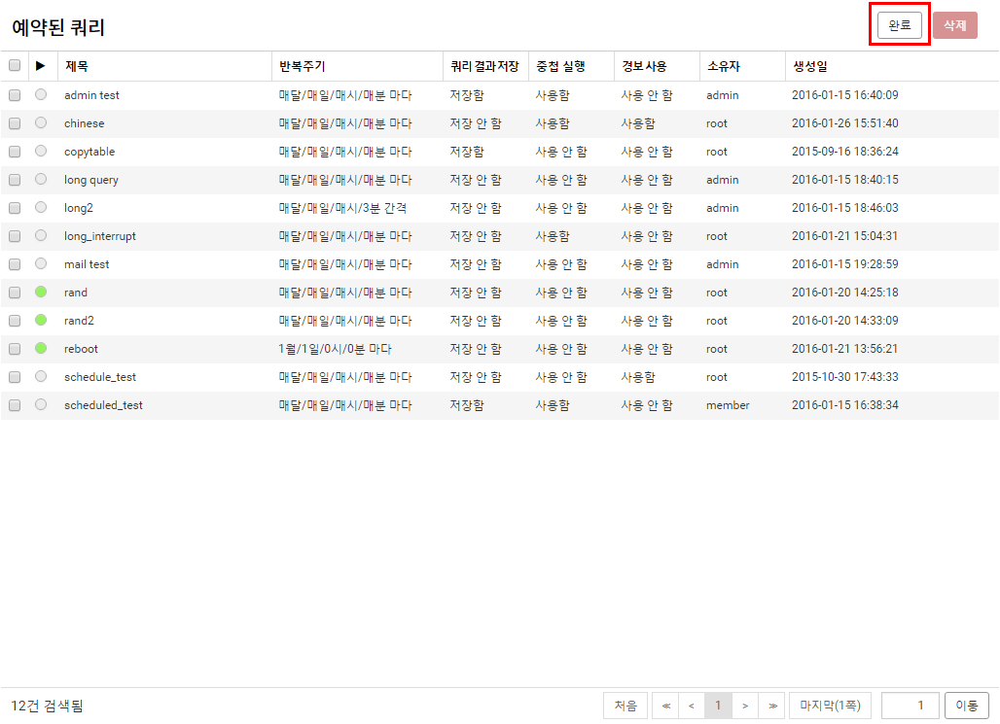 예약된 쿼리 완료 삭제
▶ 제목 반복주기 쿼리결과저장 중첩 실행 경보사용 소유자 생성일
admin test 매달/매일/매시/매분 마다 저장함 사용함 사용 안 함 admin 2016-01-15 16:40:09
chinese 매달/매일/매시/매분 마다 저장 안 함 사용함 사용함 root 2016-01-26 15:51:40
copytable 매달/매일/매시/매분 마다 저장함 사용 안 함 사용 안 함 root 2015-09-16 18:36:24
long query 매달/매일/매시/매분 마다 저장 안 함 사용 안 함 사용 안 함 admin 2016-01-15 18:40:15
long2 매달/매일/매시/3분 간격 저장 안 함 사용 안 함 사용 안 함 admin 2016-01-15 18:46:03
long_interrupt 매달/매일/매시/매분 마다 저장 안 함 사용함 사용 안 함 root 2016-01-21 15:04:31
mail test 매달/매일/매시/매분 마다 저장 안 함 사용 안 함 사용 안 함 admin 2016-01-15 19:28:59
rand 매달/매일/매시/매분 마다 저장 안 함 사용 안 함 사용 안 함 root 2016-01-20 14:25:18
rand2 매달/매일/매시/매분 마다 저장 안 함 사용 안 함 사용 안 함 root 2016-01-20 14:33:09
reboot 1월/1일/0시/0분 마다 저장 안 함 사용 안 함 사용 안 함 root 2016-01-21 13:56:21
schedule_test 매달/매일/매시/매분 마다 저장 안 함 사용 안 함 사용함 root 2015-10-30 17:43:33
scheduled_test 매달/매일/매시/매분 마다 저장함 사용함 사용 안 함 member 2016-01-15 16:38:34
12건 검색됨 처음 ≪ < 1 > ≫ 마지막(1쪽) 1 이동